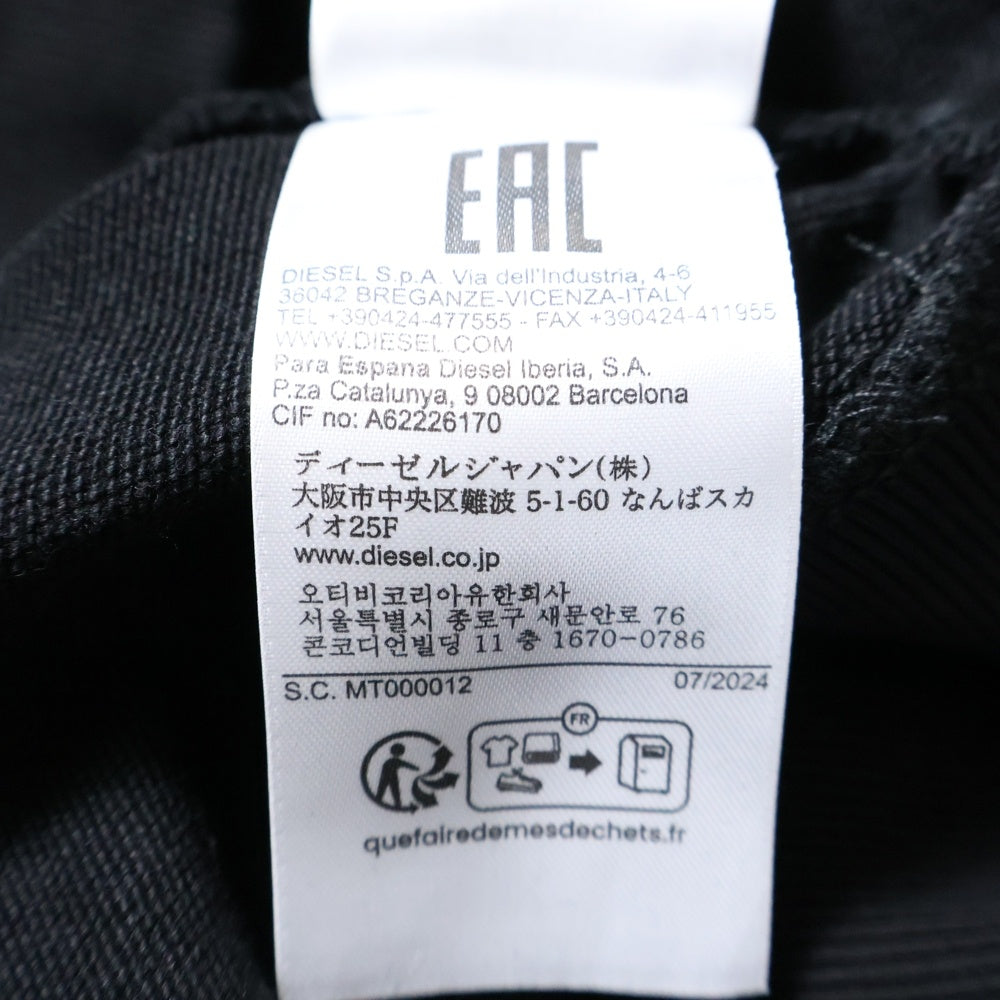 EAC
DIESEL S.p.A. Via dell'Industria, 4-6
36042 BREGANZE-VICENZA-ITALY
TEL +390424-477555 - FAX +390424-411955
WWW.DIESEL.COM
Para Espana Diesel Iberia, S.A.
P.za Catalunya, 9 08002 Barcelona
CIF no: A62226170
ディーゼルジャパン(株)
大阪市中央区難波 5-1-60 なんばスカ
イオ25F
www.diesel.co.jp
오티비코리아유한회사
서울특별시 종로구 새문안로 76
콘코디언빌딩 11 층 1670-0786
S.C. MT000012 07/2024
FR
quefairedemesdechets.fr